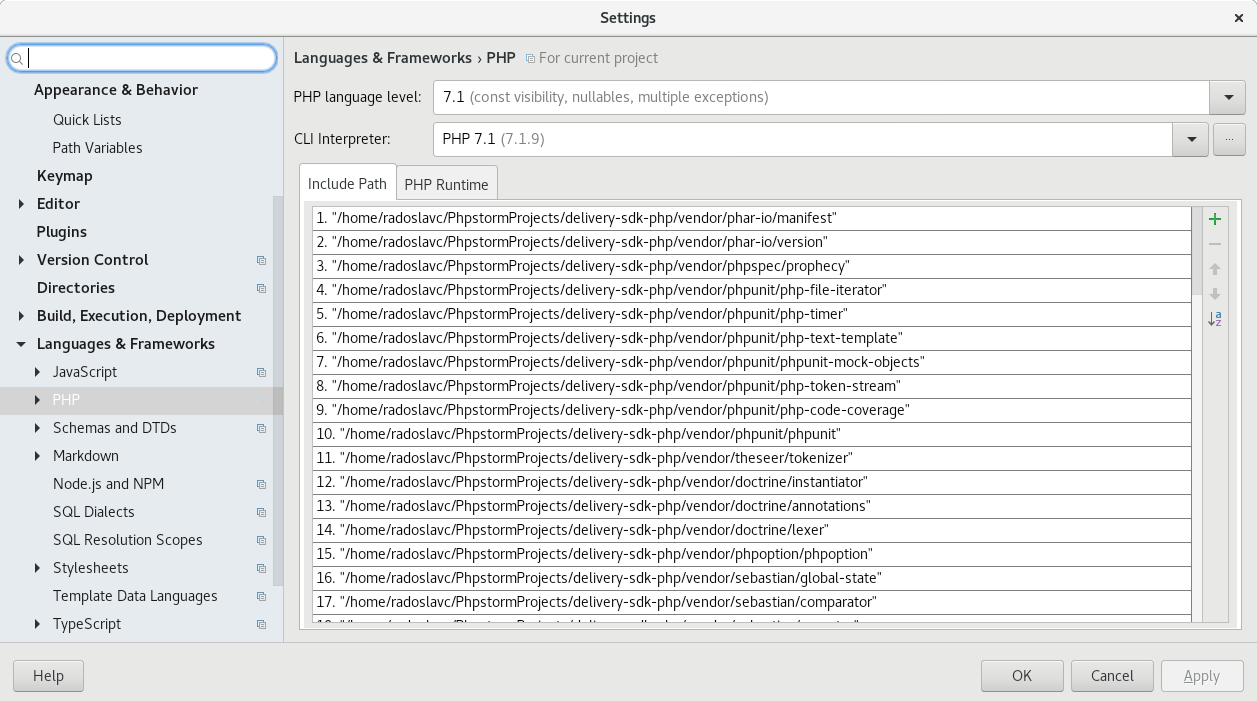 Settings
Appearance & Behavior
Quick Lists
Path Variables
Keymap
Editor
Plugins
Version Control
Directories
Build, Execution, Deployment
Languages & Frameworks
JavaScript
PHP
Schemas and DTDs
Markdown
Node.js and NPM
SQL Dialects
SQL Resolution Scopes
Stylesheets
Template Data Languages
TypeScript
Languages & Frameworks › PHP For current project
PHP language level: 7.1 (const visibility, nullables, multiple exceptions)
CLI Interpreter: PHP 7.1 (7.1.9) ...
Include Path PHP Runtime
1. "/home/radoslavc/PhpstormProjects/delivery-sdk-php/vendor/phar-io/manifest"
2. "/home/radoslavc/PhpstormProjects/delivery-sdk-php/vendor/phar-io/version"
3. "/home/radoslavc/PhpstormProjects/delivery-sdk-php/vendor/phpspec/prophecy"
4. "/home/radoslavc/PhpstormProjects/delivery-sdk-php/vendor/phpunit/php-file-iterator"
5. "/home/radoslavc/PhpstormProjects/delivery-sdk-php/vendor/phpunit/php-timer"
6. "/home/radoslavc/PhpstormProjects/delivery-sdk-php/vendor/phpunit/php-text-template"
7. "/home/radoslavc/PhpstormProjects/delivery-sdk-php/vendor/phpunit/phpunit-mock-objects"
8. "/home/radoslavc/PhpstormProjects/delivery-sdk-php/vendor/phpunit/php-token-stream"
9. "/home/radoslavc/PhpstormProjects/delivery-sdk-php/vendor/phpunit/php-code-coverage"
10. "/home/radoslavc/PhpstormProjects/delivery-sdk-php/vendor/phpunit/phpunit"
11. "/home/radoslavc/PhpstormProjects/delivery-sdk-php/vendor/theseer/tokenizer"
12. "/home/radoslavc/PhpstormProjects/delivery-sdk-php/vendor/doctrine/instantiator"
13. "/home/radoslavc/PhpstormProjects/delivery-sdk-php/vendor/doctrine/annotations"
14. "/home/radoslavc/PhpstormProjects/delivery-sdk-php/vendor/doctrine/lexer"
15. "/home/radoslavc/PhpstormProjects/delivery-sdk-php/vendor/phpoption/phpoption"
16. "/home/radoslavc/PhpstormProjects/delivery-sdk-php/vendor/sebastian/global-state"
17. "/home/radoslavc/PhpstormProjects/delivery-sdk-php/vendor/sebastian/comparator"
Help OK Cancel Apply